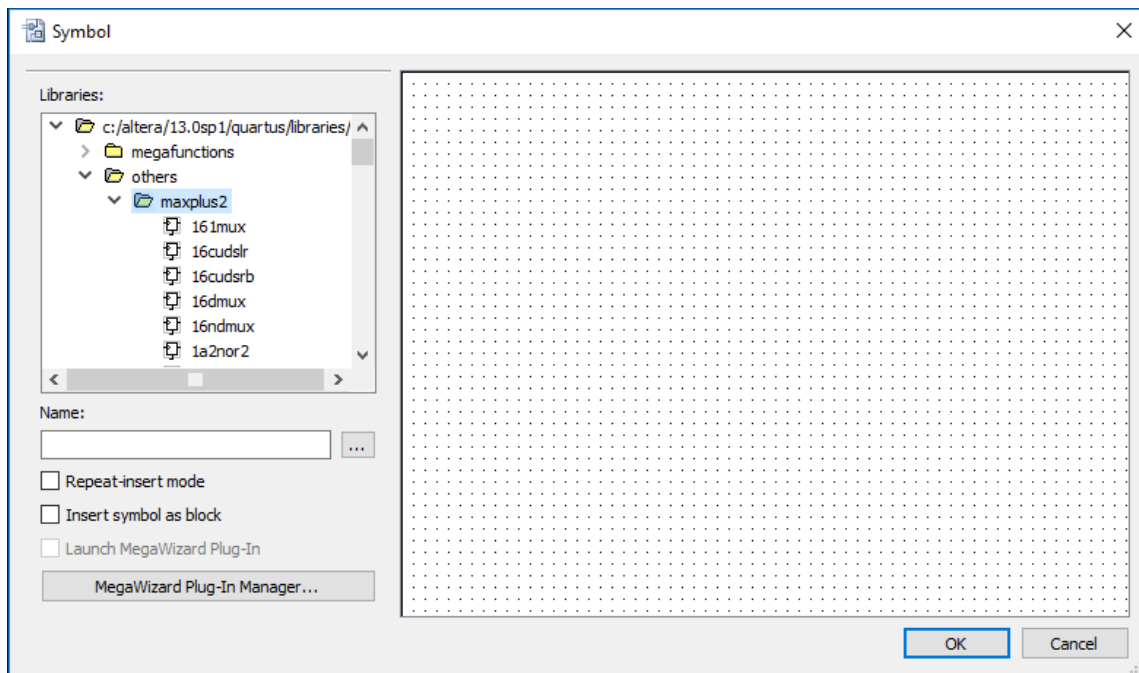 Symbol
Libraries:
c:/altera/13.0sp1/quartus/libraries/
megafunctions
others
maxplus2
161mux
16cudslr
16cudsrb
16dmux
16ndmux
1a2nor2
Name:
...
Repeat-insert mode
Insert symbol as block
Launch MegaWizard Plug-In
MegaWizard Plug-In Manager...
OK Cancel